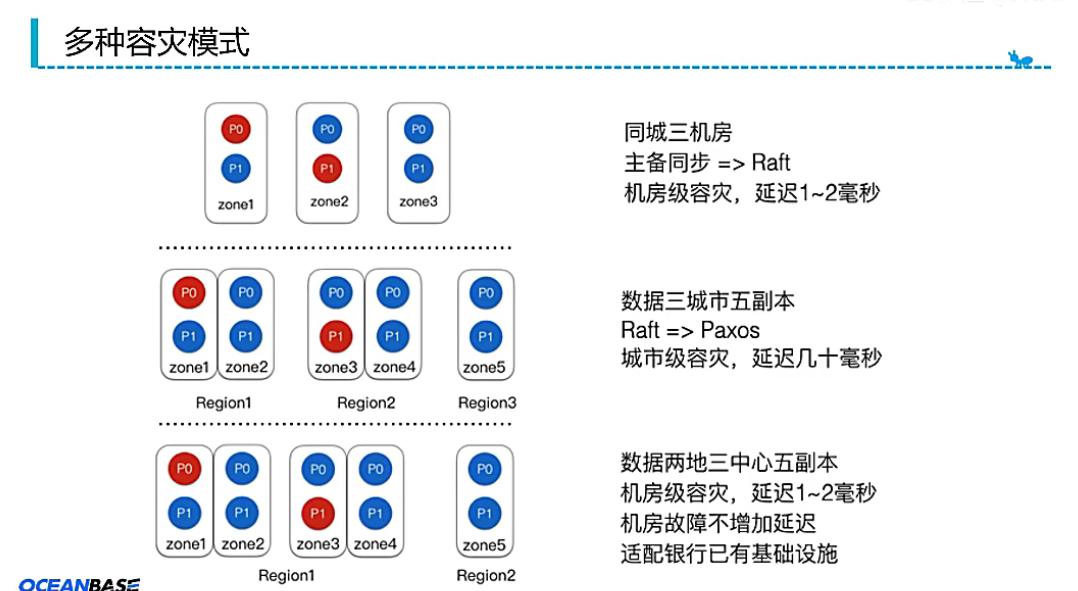 多种容灾模式
P0
P0
P0
P1
P1
P1
zone1
zone2
zone3
同城三机房
主备同步 => Raft
机房级容灾，延迟1~2毫秒
P0
P0
P0
P0
P0
P1
P1
P1
P1
P1
zone1
zone2
zone3
zone4
zone5
Region1
Region2
Region3
数据三城市五副本
Raft => Paxos
城市级容灾，延迟几十毫秒
P0
P0
P0
P0
P0
P1
P1
P1
P1
P1
zone1
zone2
zone3
zone4
zone5
Region1
Region2
数据两地三中心五副本
机房级容灾，延迟1~2毫秒
机房故障不增加延迟
适配银行已有基础设施
OCEANBASE